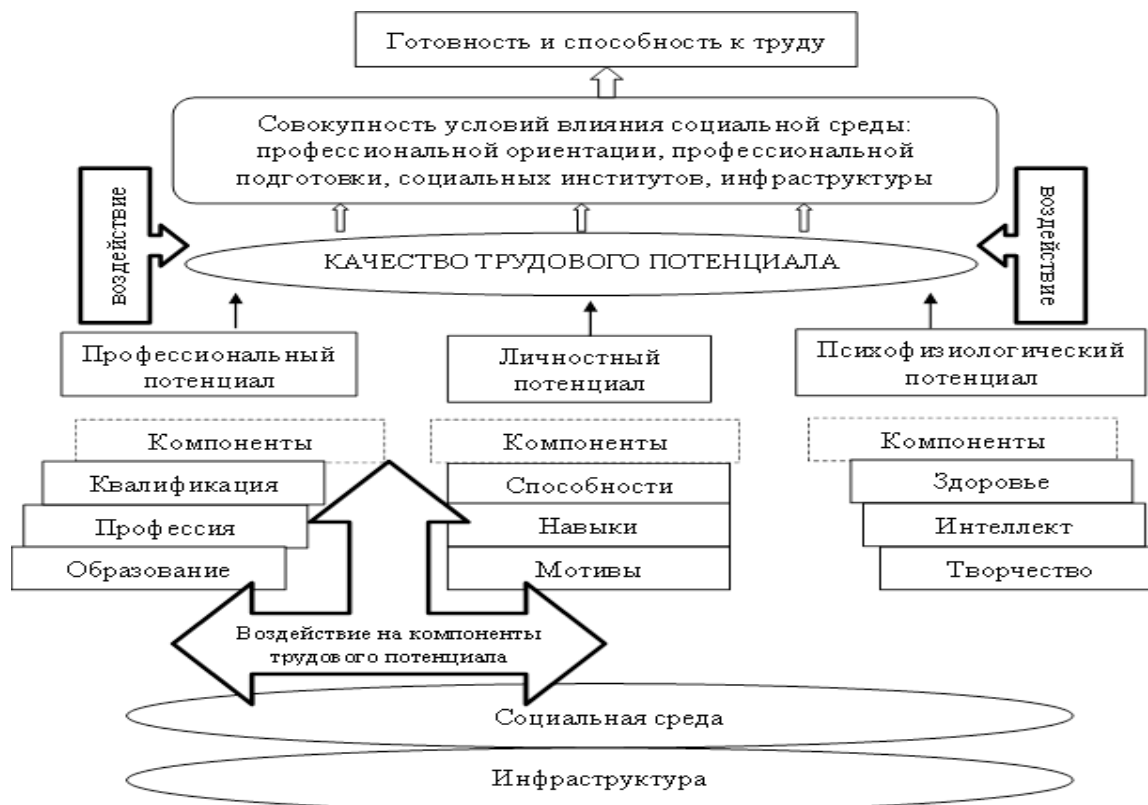 Готовность и способность к труду
Совокупность условий влияния социальной среды:
профессиональной ориентации, профессиональной
подготовки, социальных институтов, инфраструктуры
воздействие
воздействие
КАЧЕСТВО ТРУДОВОГО ПОТЕНЦИАЛА
Профессиональный
потенциал
Личностный
потенциал
Психофизиологический
потенциал
Компоненты
Компоненты
Компоненты
Квалификация
Способности
Здоровье
Профессия
Навыки
Интеллект
Образование
Мотивы
Творчество
Воздействие на компоненты
трудового потенциала
Социальная среда
Инфраструктура